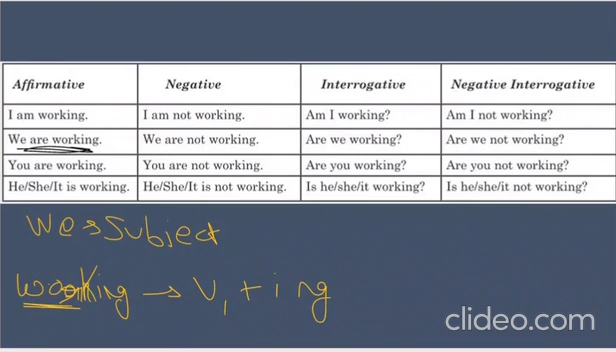 Affirmative Negative Interrogative Negative Interrogative
I am working. I am not working. Am I working? Am I not working?
We are working. We are not working. Are we working? Are we not working?
You are working. You are not working. Are you working? Are you not working?
He/She/It is working. He/She/It is not working. Is he/she/it working? Is he/she/it not working?
We → Subject
working → V1 + ing
clideo.com